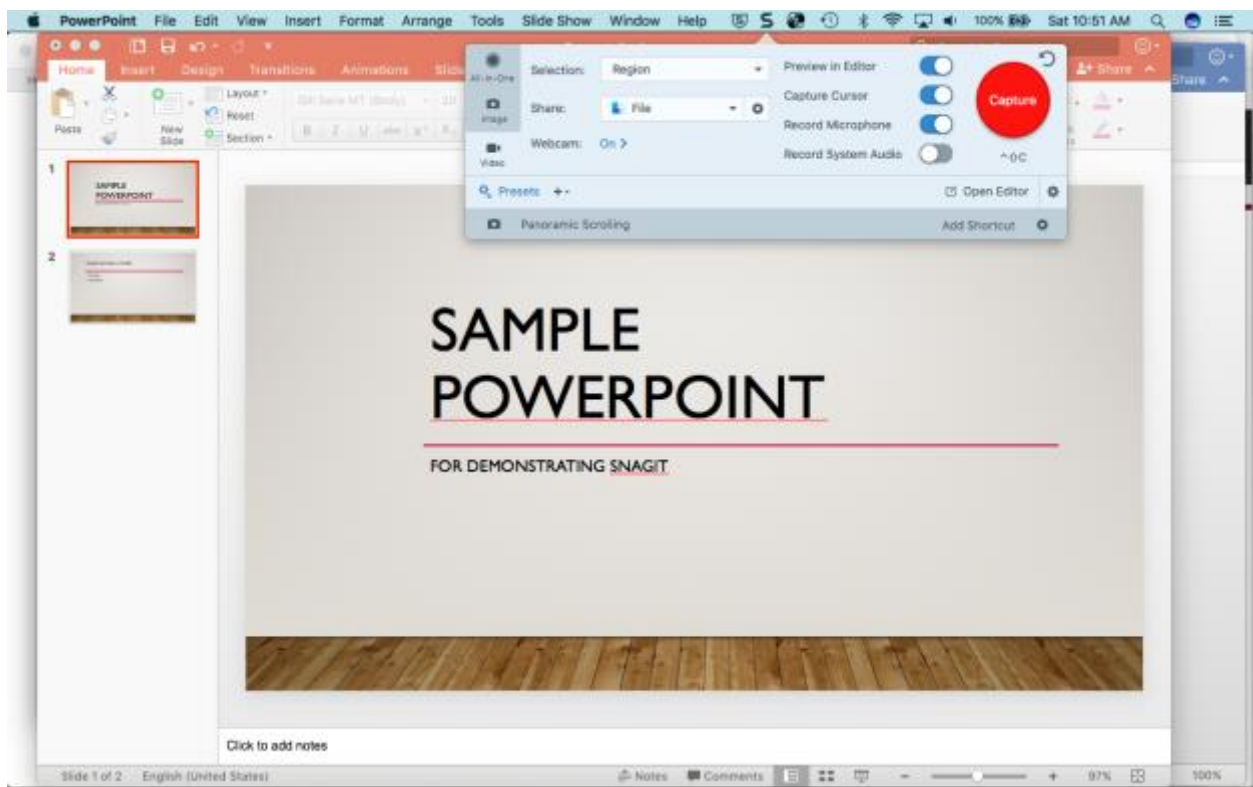 PowerPoint File Edit View Insert Format Arrange Tools Slide Show Window Help 100% Sat 10:51 AM
Home Insert Design Transitions Animations Share
Share
Paste
New Slide
Layout
Reset
Section
All-in-One
Image
Video
Selection: Region
Share: File
Webcam: On >
Preview in Editor
Capture Cursor
Record Microphone
Record System Audio
Capture
Presets
Open Editor
Panoramic Scrolling
Add Shortcut
1
SAMPLE
POWERPOINT
2
SAMPLE
POWERPOINT
FOR DEMONSTRATING SNAGIT
Click to add notes
Slide 1 of 2 English (United States) Notes Comments 97% 100%